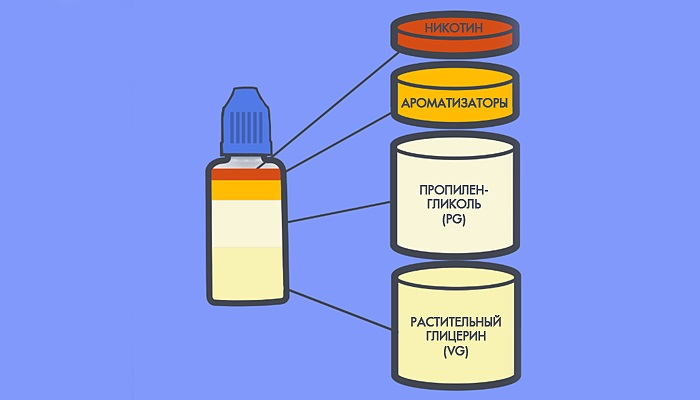 НИКОТИН
АРОМАТИЗАТОРЫ
ПРОПИЛЕН-
ГЛИКОЛЬ
(PG)
РАСТИТЕЛЬНЫЙ
ГЛИЦЕРИН
(VG)